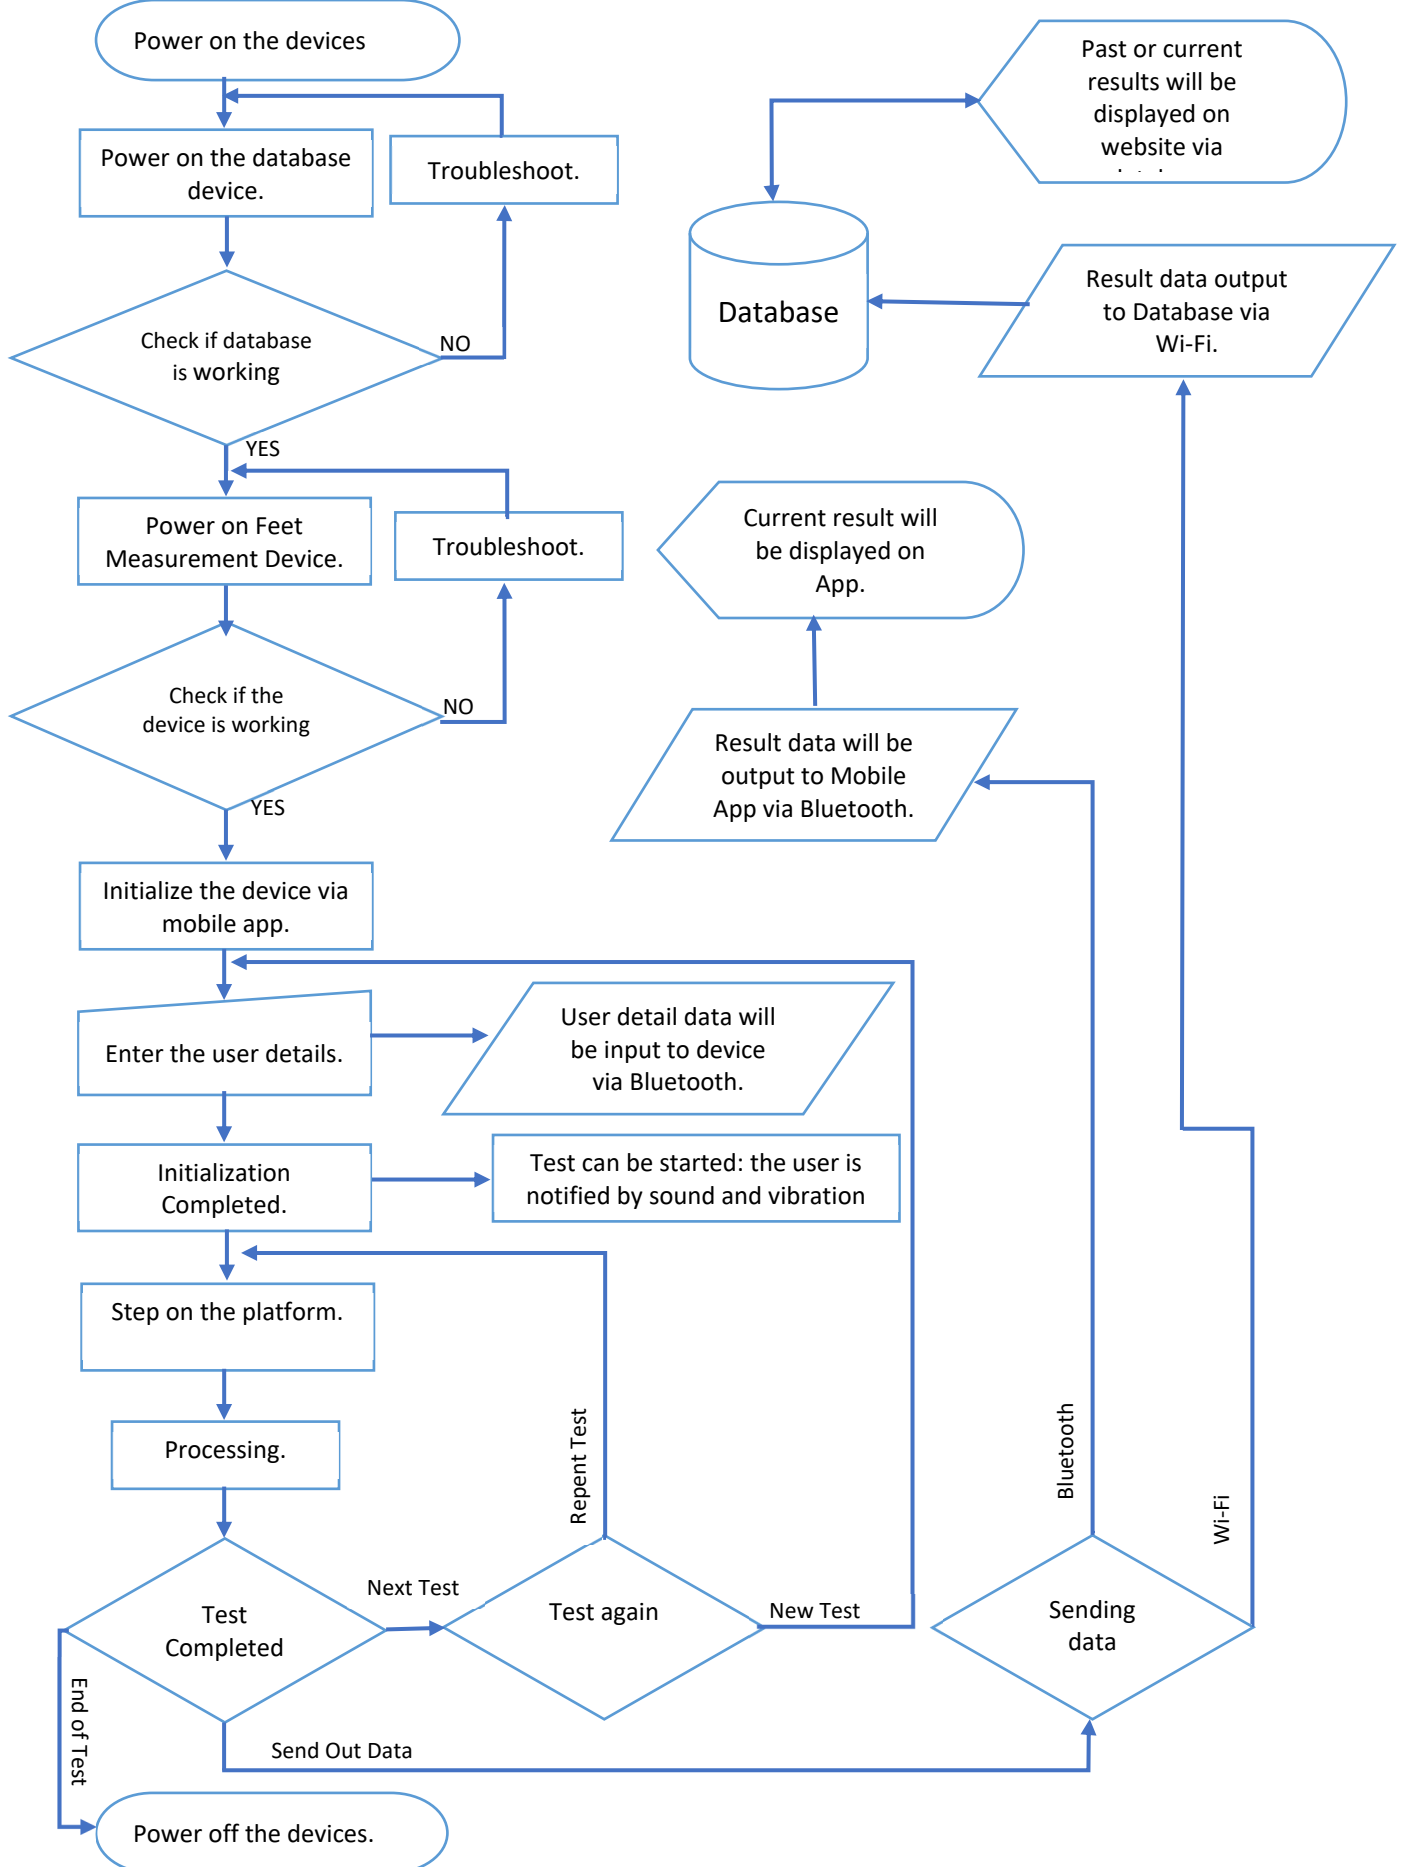 Power on the devices
Power on the database
device.
Troubleshoot.
Check if database
is working
NO
YES
Power on Feet
Measurement Device.
Troubleshoot.
Check if the
device is working
NO
YES
Initialize the device via
mobile app.
Enter the user details.
User detail data will
be input to device
via Bluetooth.
Initialization
Completed.
Test can be started: the user is
notified by sound and vibration
Step on the platform.
Processing.
Test
Completed
Next Test
Test again
Repent Test
New Test
End of Test
Send Out Data
Power off the devices.
Sending
data
Bluetooth
Wi-Fi
Result data will be
output to Mobile
App via Bluetooth.
Current result will
be displayed on
App.
Result data output
to Database via
Wi-Fi.
Database
Past or current
results will be
displayed on
website via